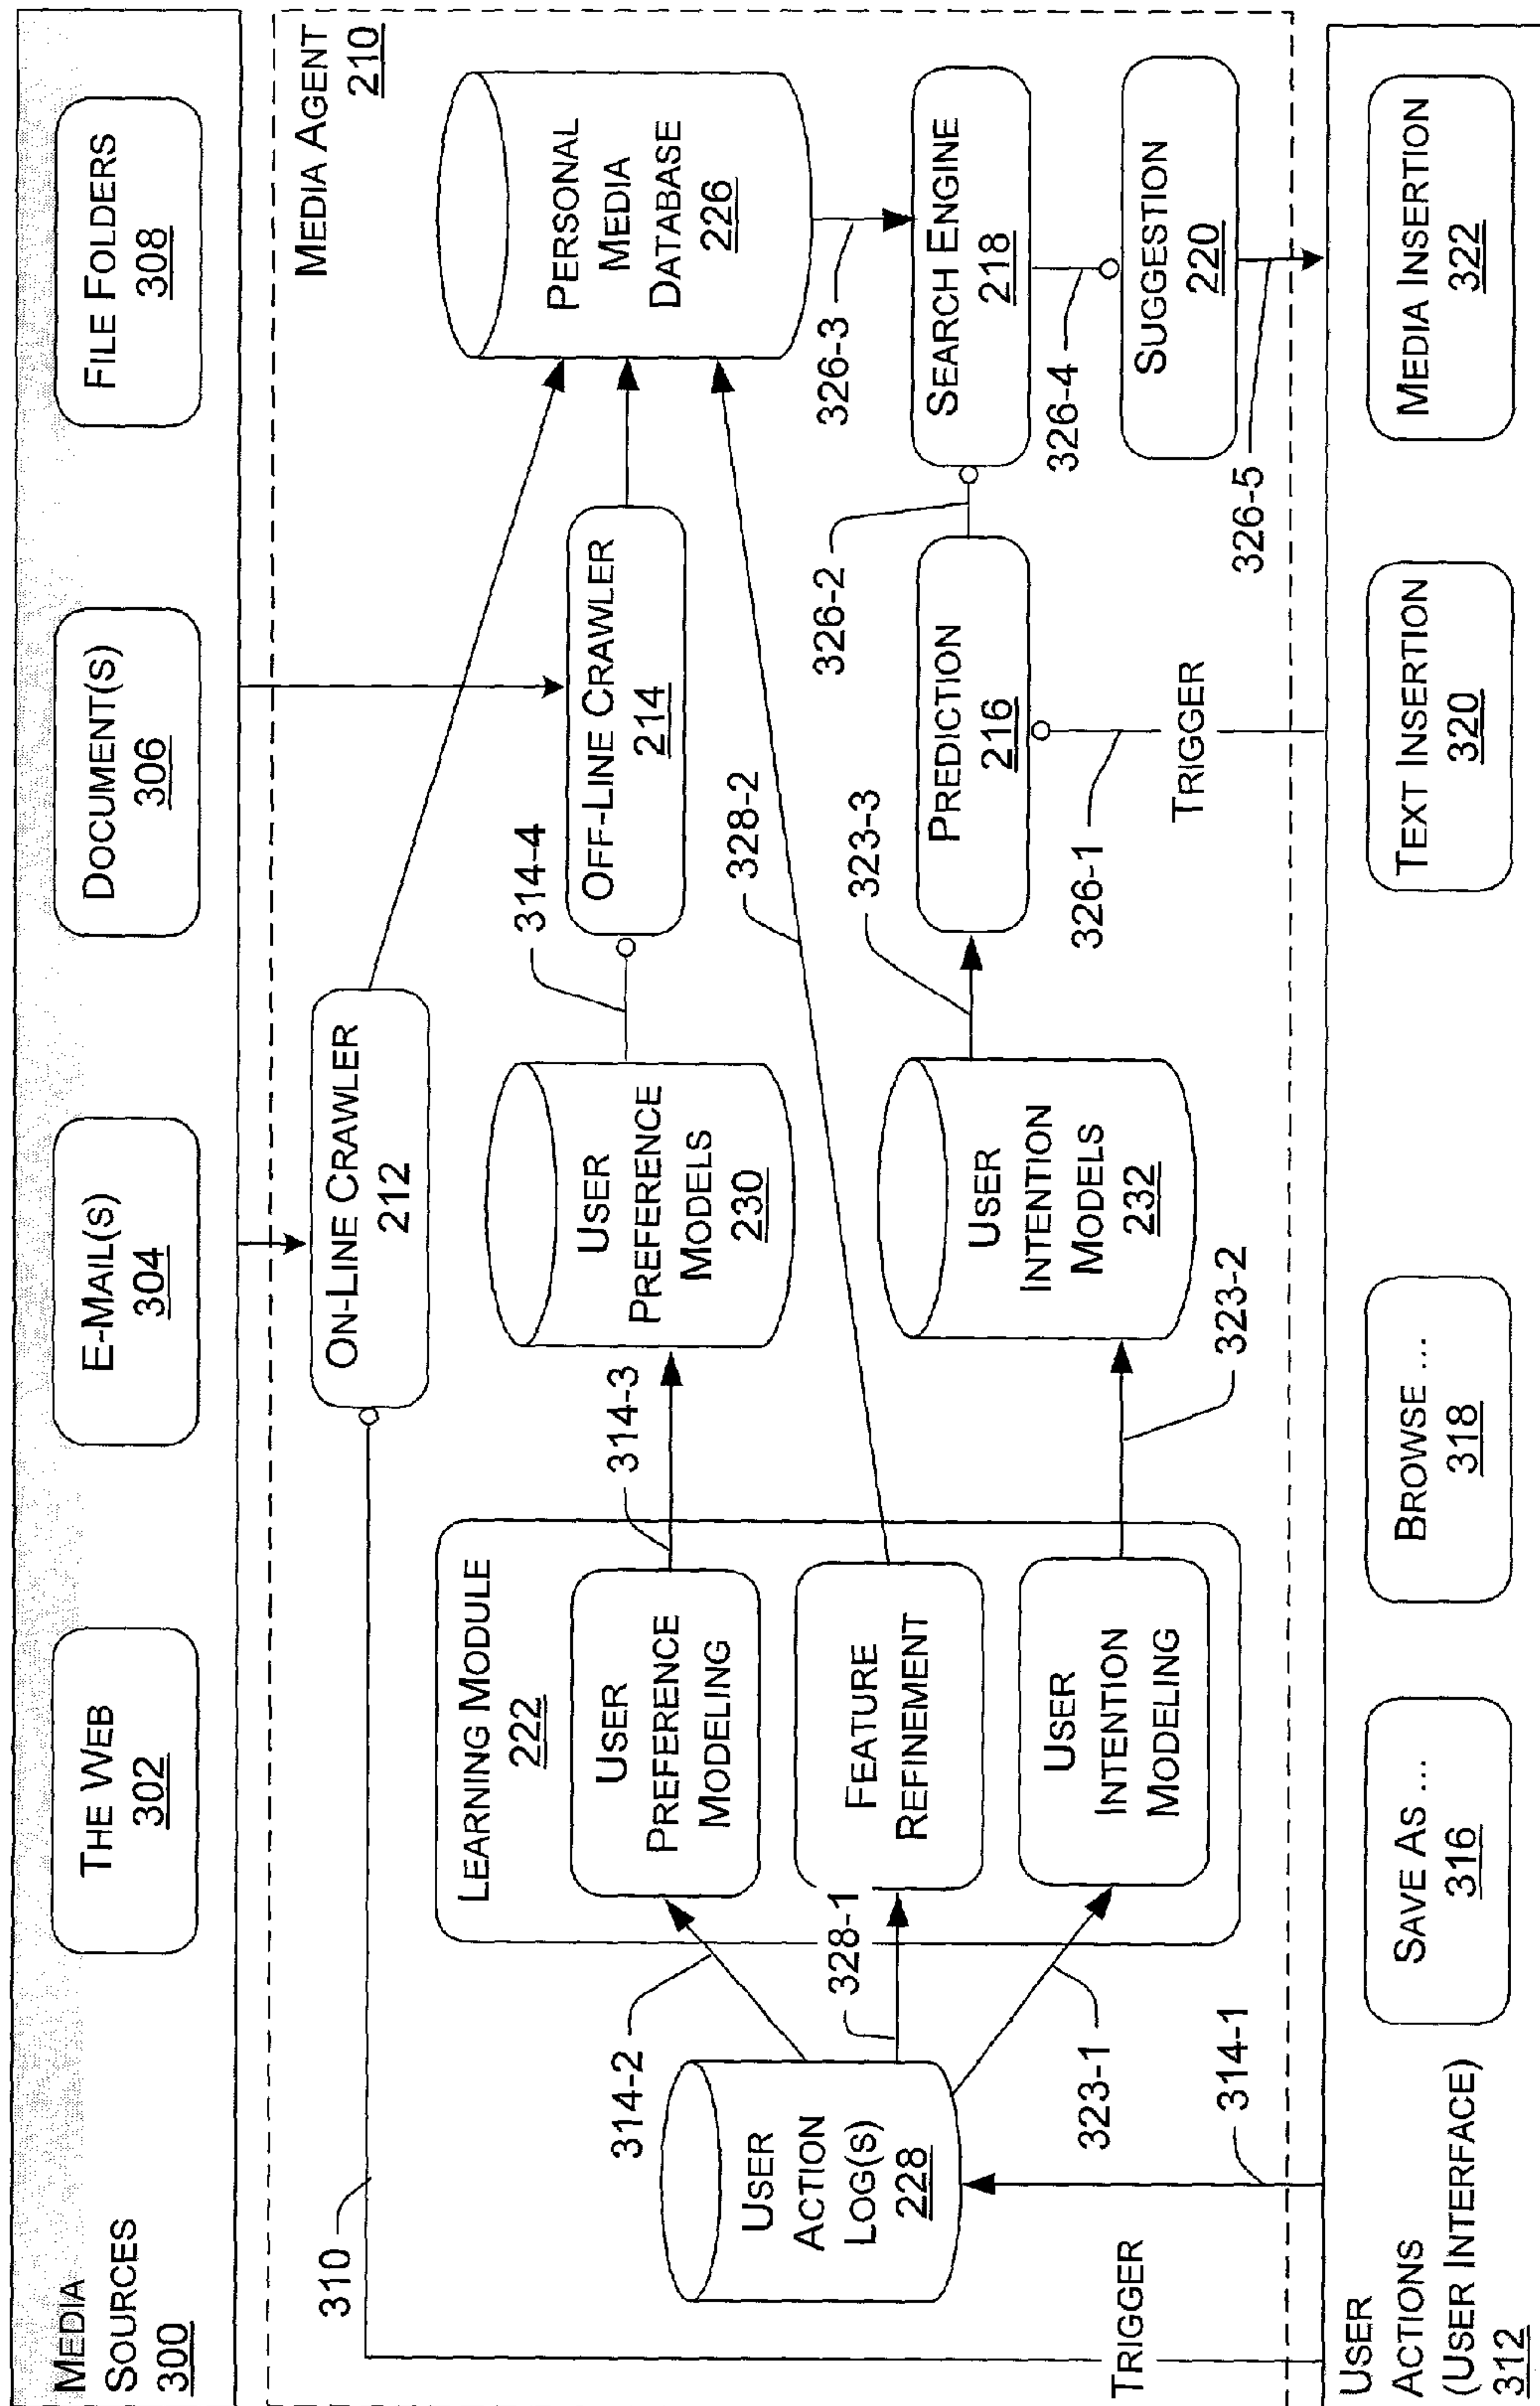 MEDIA
SOURCES
300
THE WEB
302
E-MAIL(S)
304
DOCUMENT(S)
306
FILE FOLDERS
308
MEDIA AGENT
210
310
ON-LINE CRAWLER
212
LEARNING MODULE
222
USER
PREFERENCE
MODELING
314-3
USER
PREFERENCE
MODELS
230
314-4
OFF-LINE CRAWLER
214
PERSONAL
MEDIA
DATABASE
226
314-2
328-1
FEATURE
REFINEMENT
328-2
USER
ACTION
LOG(S)
228
323-1
USER
INTENTION
MODELING
323-2
USER
INTENTION
MODELS
232
323-3
PREDICTION
216
326-2
326-3
SEARCH ENGINE
218
326-4
SUGGESTION
220
326-5
326-1
TRIGGER
314-1
TRIGGER
USER
ACTIONS
(USER INTERFACE)
312
SAVE AS ...
316
BROWSE ...
318
TEXT INSERTION
320
MEDIA INSERTION
322